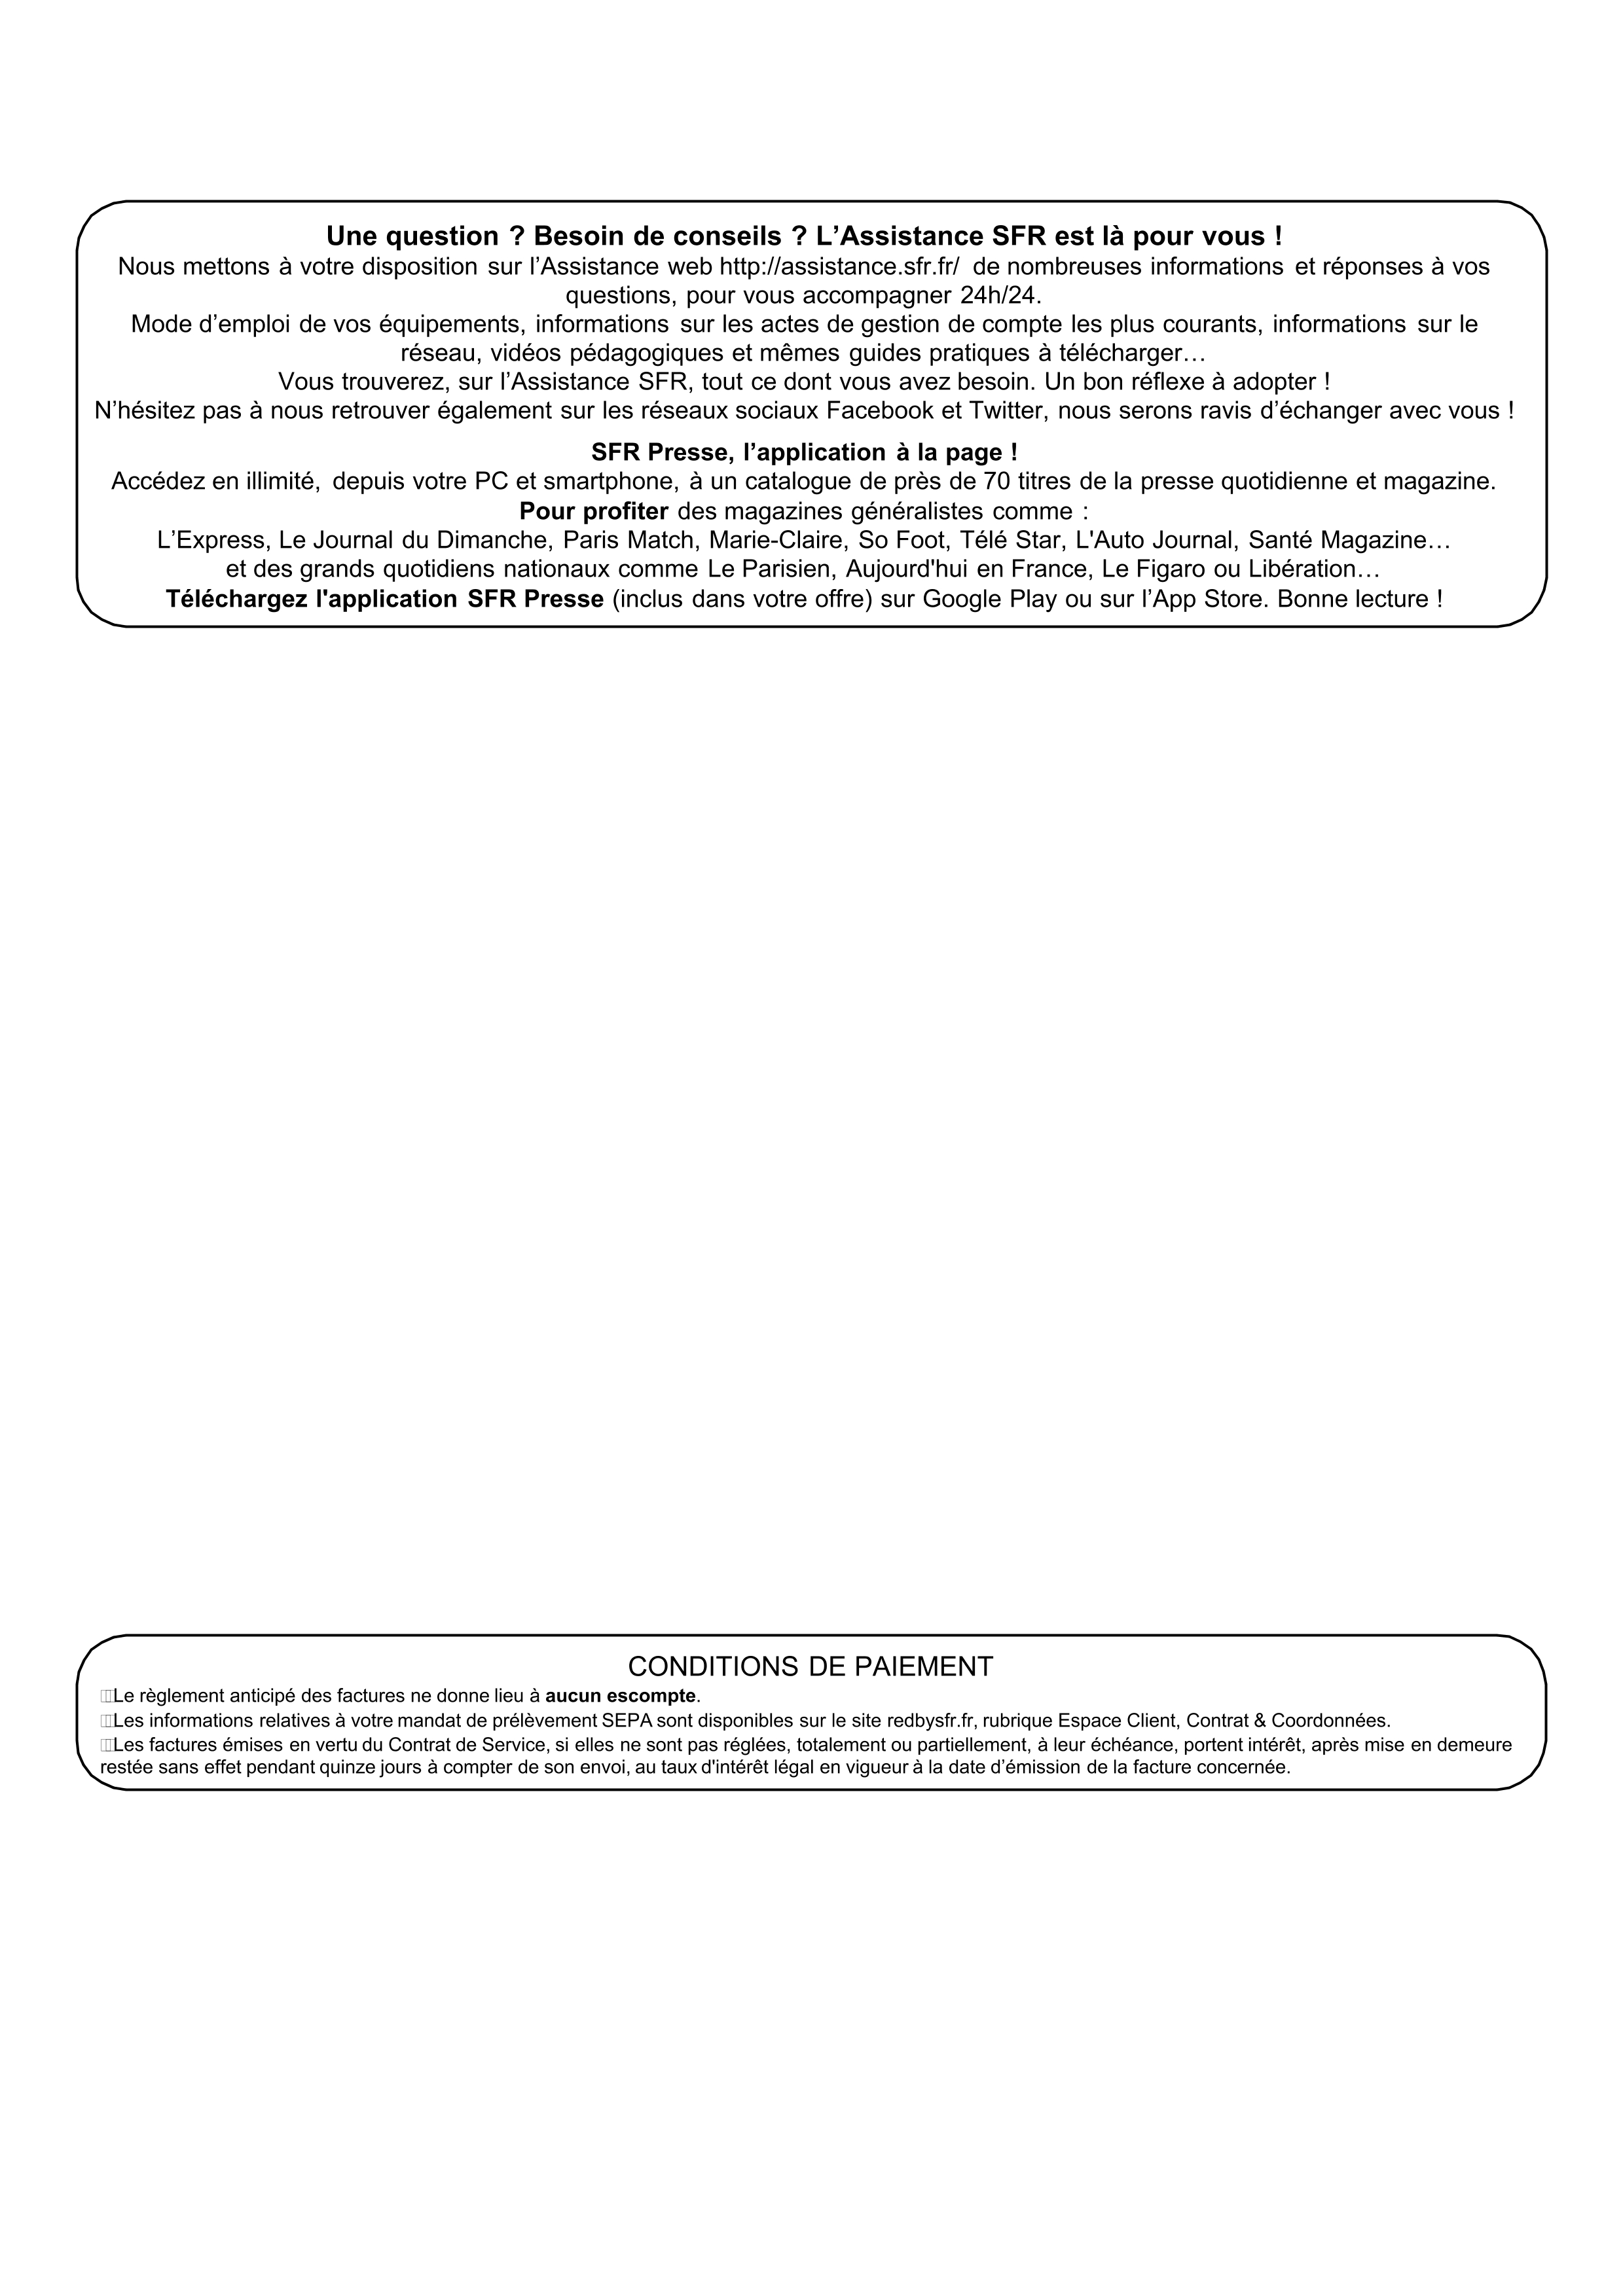 Une question ? Besoin de conseils ? L’Assistance SFR est là pour vous !
Nous mettons à votre disposition sur l’Assistance web http://assistance.sfr.fr/ de nombreuses informations et réponses à vos
questions, pour vous accompagner 24h/24.
Mode d’emploi de vos équipements, informations sur les actes de gestion de compte les plus courants, informations sur le
réseau, vidéos pédagogiques et mêmes guides pratiques à télécharger…
Vous trouverez, sur l’Assistance SFR, tout ce dont vous avez besoin. Un bon réflexe à adopter !
N’hésitez pas à nous retrouver également sur les réseaux sociaux Facebook et Twitter, nous serons ravis d’échanger avec vous !
SFR Presse, l’application à la page !
Accédez en illimité, depuis votre PC et smartphone, à un catalogue de près de 70 titres de la presse quotidienne et magazine.
Pour profiter des magazines généralistes comme :
L’Express, Le Journal du Dimanche, Paris Match, Marie-Claire, So Foot, Télé Star, L'Auto Journal, Santé Magazine…
et des grands quotidiens nationaux comme Le Parisien, Aujourd'hui en France, Le Figaro ou Libération…
Téléchargez l'application SFR Presse (inclus dans votre offre) sur Google Play ou sur l’App Store. Bonne lecture !
CONDITIONS DE PAIEMENT
Le règlement anticipé des factures ne donne lieu à aucun escompte.
Les informations relatives à votre mandat de prélèvement SEPA sont disponibles sur le site redbysfr.fr, rubrique Espace Client, Contrat & Coordonnées.
Les factures émises en vertu du Contrat de Service, si elles ne sont pas réglées, totalement ou partiellement, à leur échéance, portent intérêt, après mise en demeure
restée sans effet pendant quinze jours à compter de son envoi, au taux d'intérêt légal en vigueur à la date d’émission de la facture concernée.